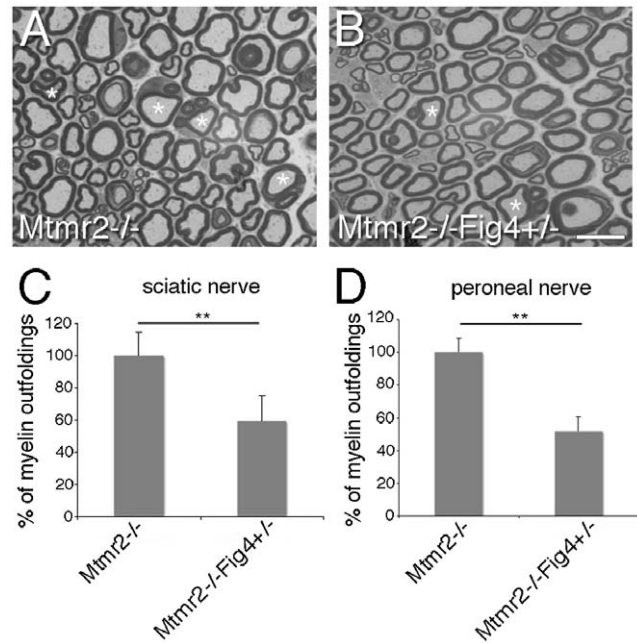 A
Mtmr2-/-
B
Mtmr2-/-Fig4+/-
C
sciatic nerve
% of myelin outfoldings
120
100
80
60
40
20
0
**
Mtmr2-/-
Mtmr2-/-Fig4+/-
D
peroneal nerve
% of myelin outfoldings
120
100
80
60
40
20
0
**
Mtmr2-/-
Mtmr2-/-Fig4+/-